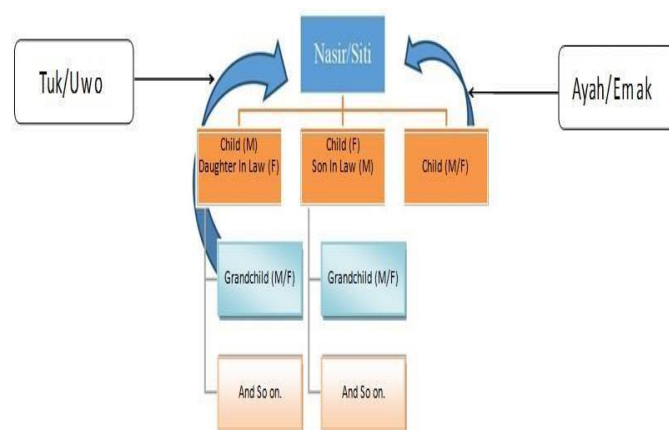 Nasir/Siti
Tuk/Uwo
Ayah/Emak
Child (M)
Daughter In Law (F)
Child (F)
Son In Law (M)
Child (M/F)
Grandchild (M/F)
Grandchild (M/F)
And So on.
And So on.